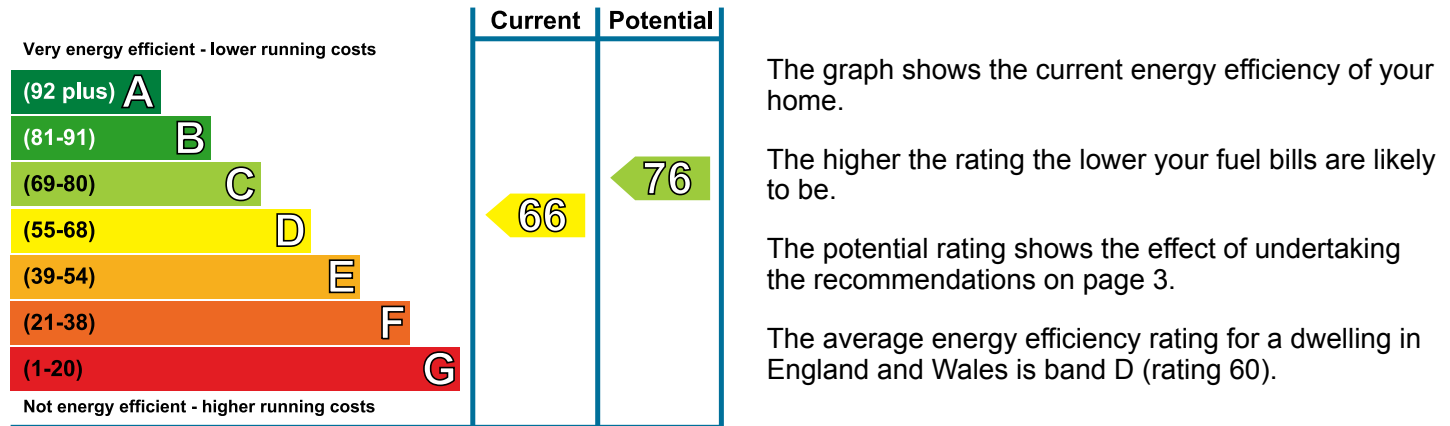 Current Potential
Very energy efficient - lower running costs
(92 plus) A
(81-91) B
(69-80) C
(55-68) D
(39-54) E
(21-38) F
(1-20) G
Not energy efficient - higher running costs
66
76
The graph shows the current energy efficiency of your
home.
The higher the rating the lower your fuel bills are likely
to be.
The potential rating shows the effect of undertaking
the recommendations on page 3.
The average energy efficiency rating for a dwelling in
England and Wales is band D (rating 60).